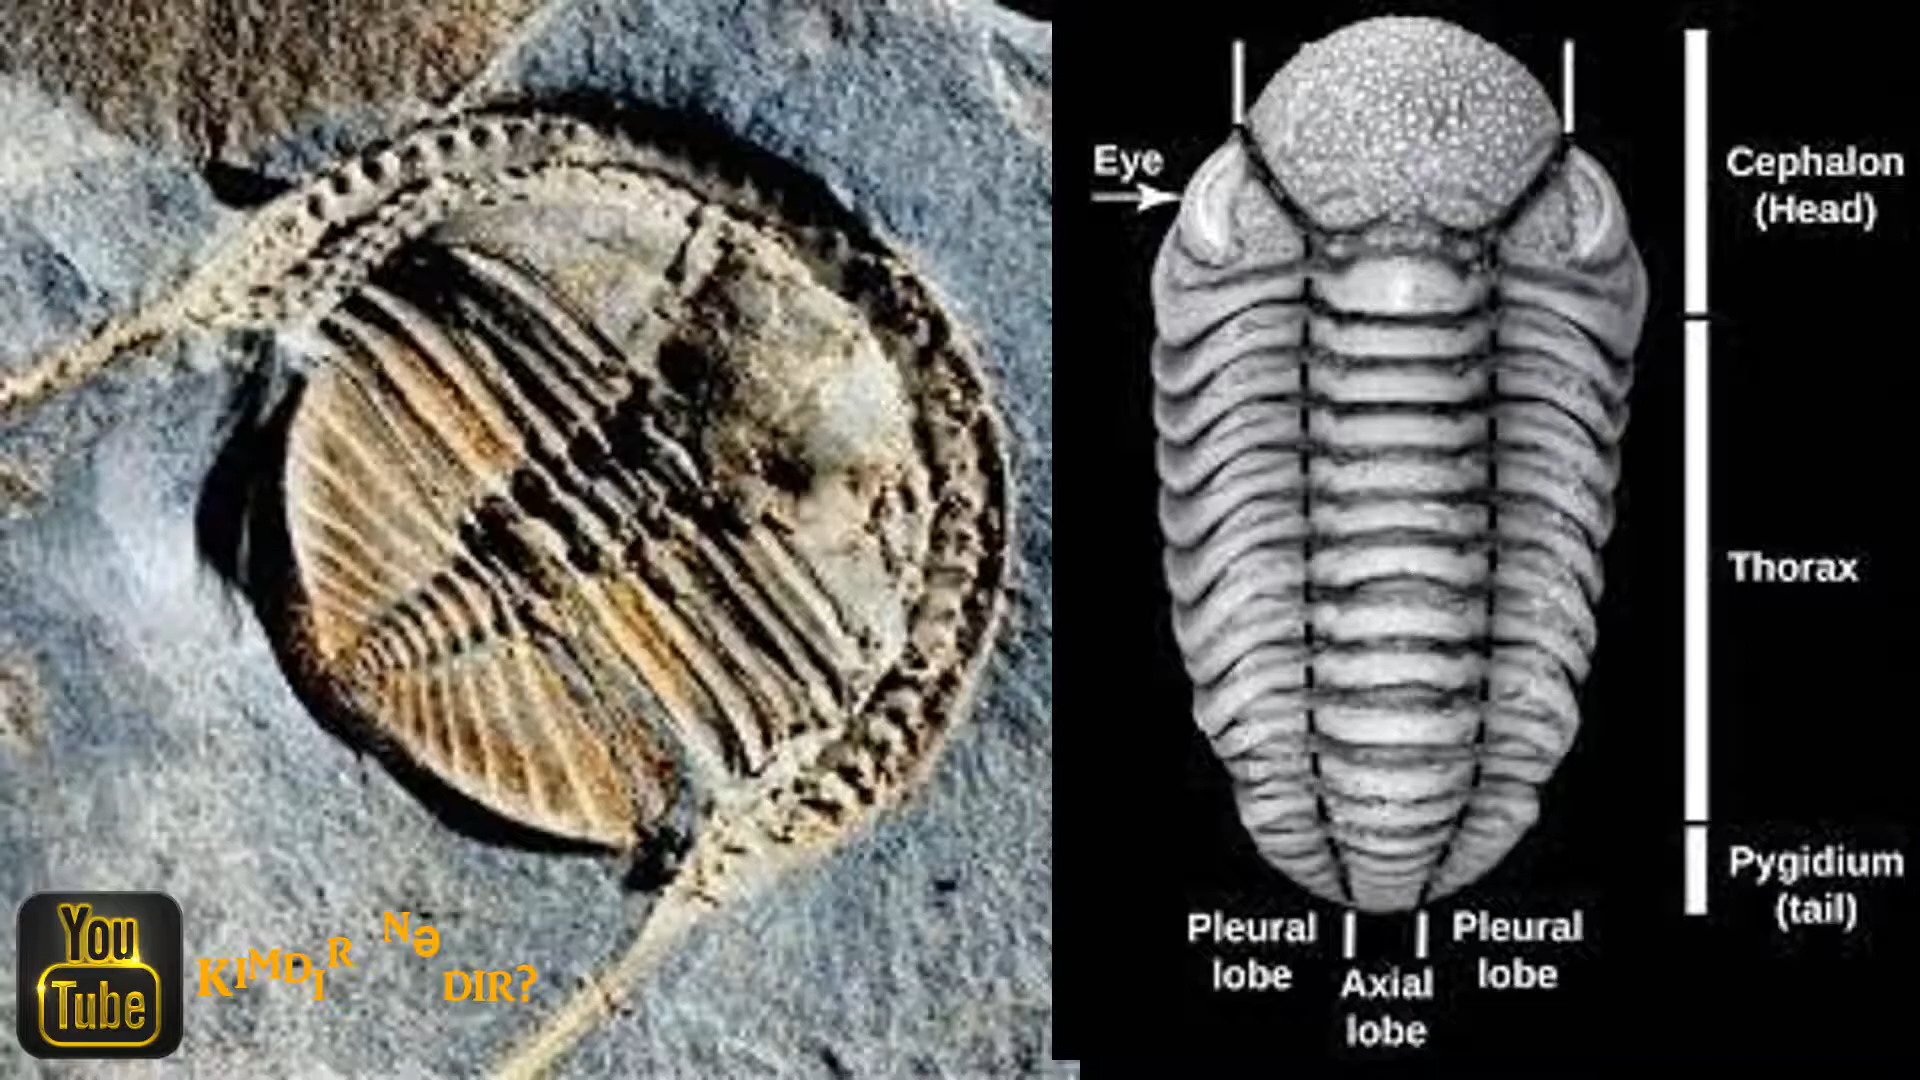 Eye
Cephalon
(Head)
Thorax
Pygidium
(tail)
Pleural
lobe
Axial
lobe
Pleural
lobe
You
Tube
KIMDIR NƏ
DIR?